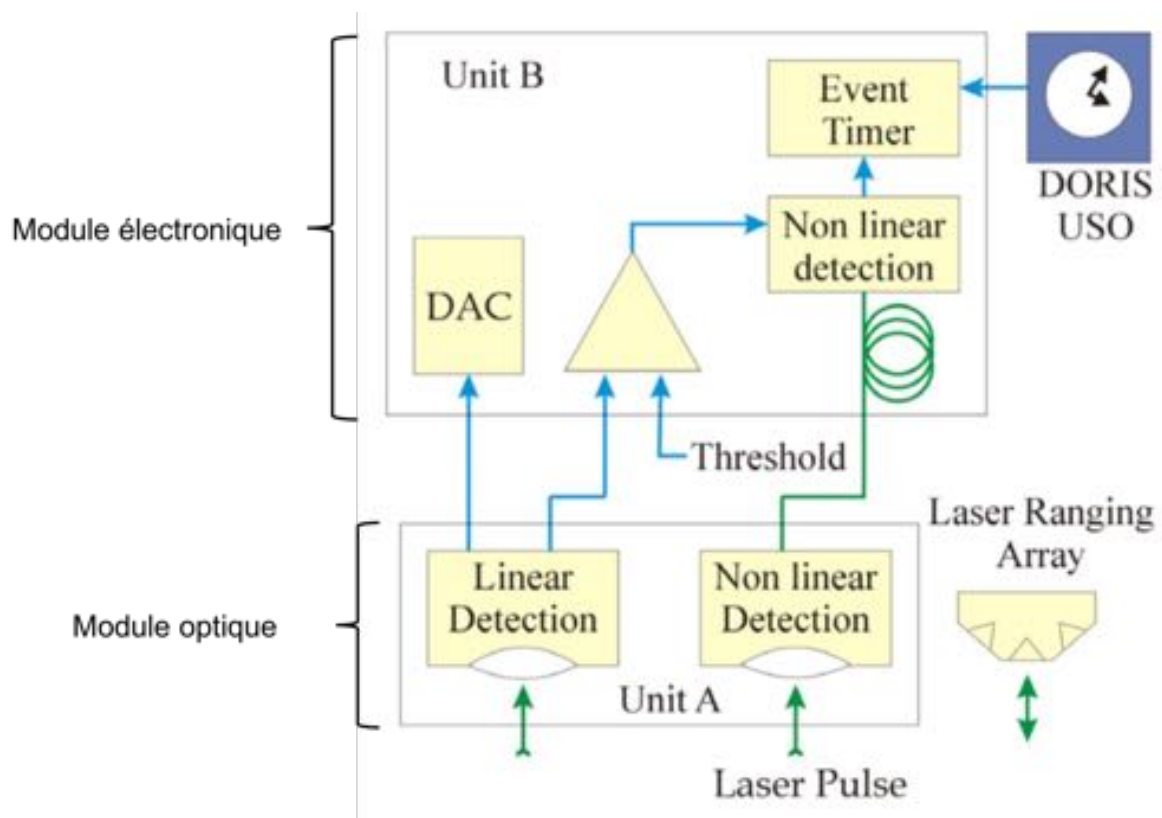 Unit B
Event
Timer
DORIS
USO
Module électronique
Non linear
detection
DAC
Threshold
Laser Ranging
Array
Module optique
Linear
Detection
Non linear
Detection
Unit A
Laser Pulse